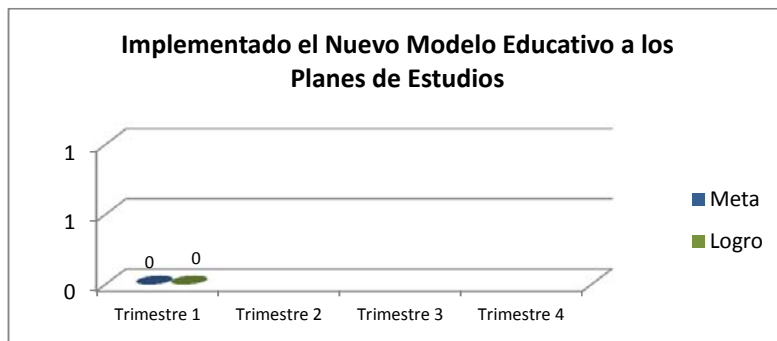 Implementado el Nuevo Modelo Educativo a los
Planes de Estudios
1
1
0
0 0
Trimestre 1 Trimestre 2 Trimestre 3 Trimestre 4
Meta
Logro